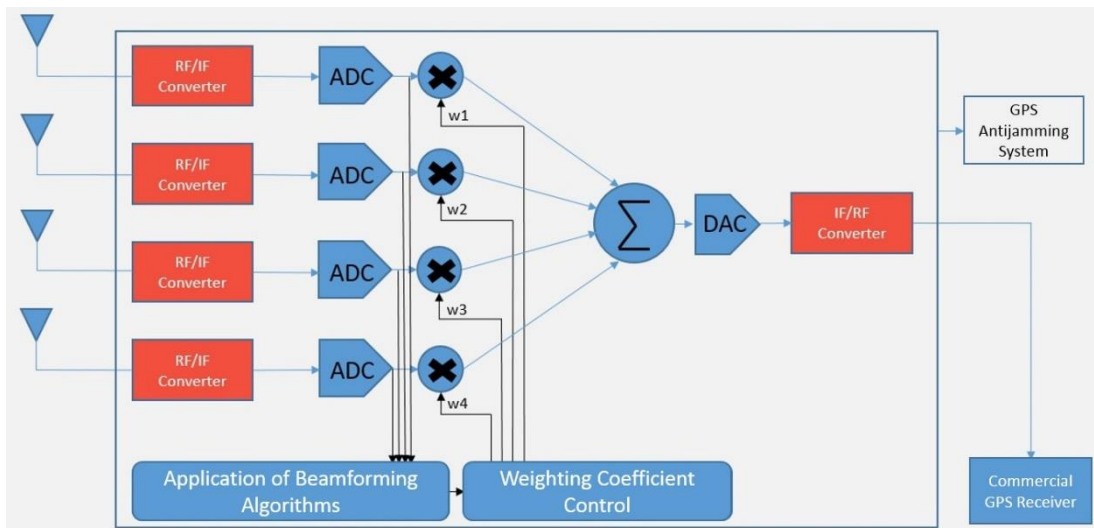 RF/IF
Converter
ADC
w1
GPS
Antijamming
System
RF/IF
Converter
ADC
w2
Σ
DAC
IF/RF
Converter
RF/IF
Converter
ADC
w3
RF/IF
Converter
ADC
w4
Application of Beamforming
Algorithms
Weighting Coefficient
Control
Commercial
GPS Receiver